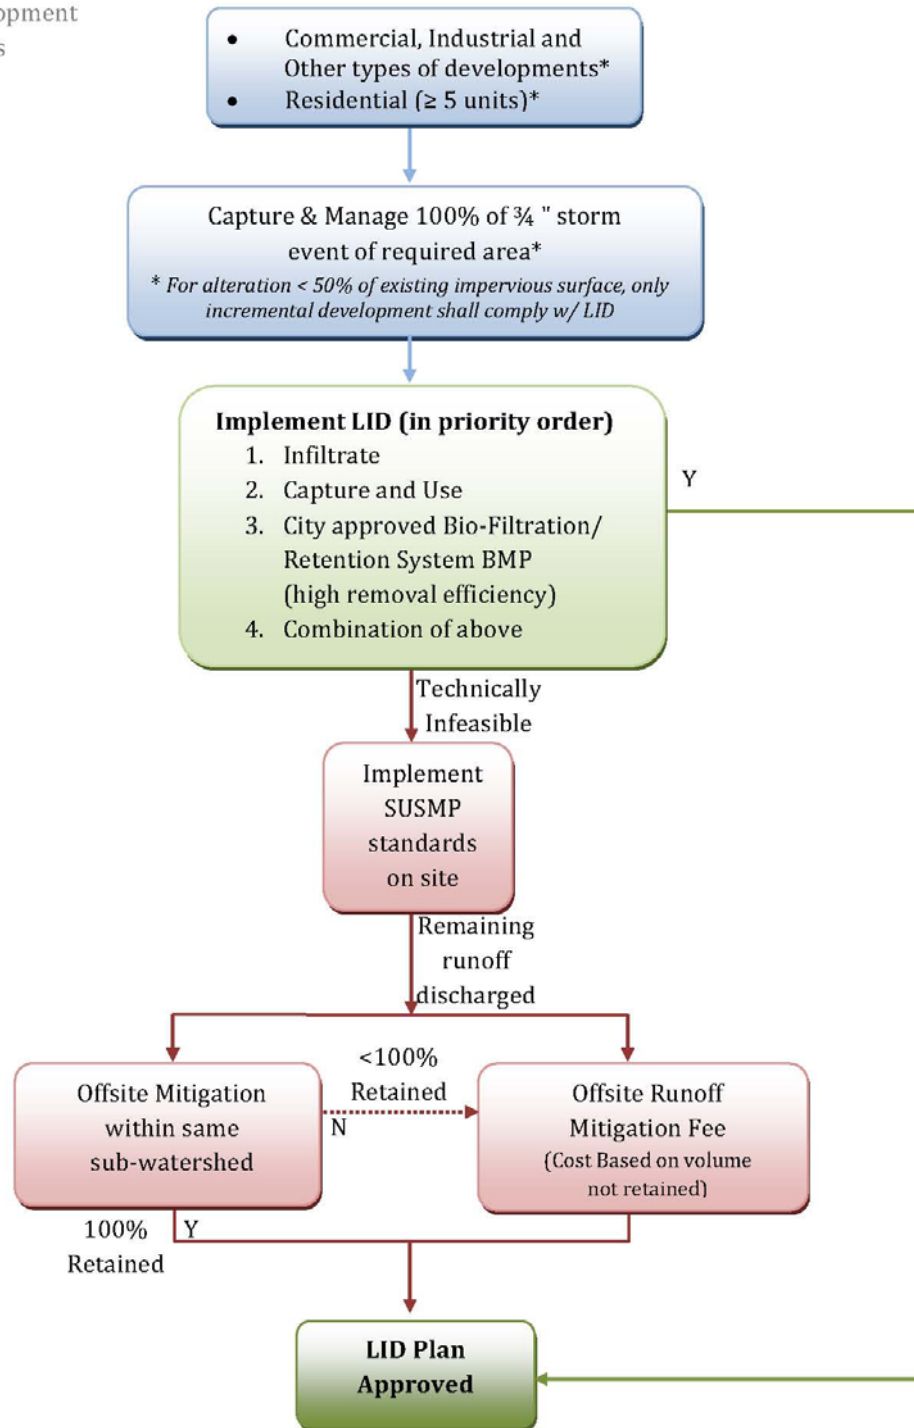 opment
s
• Commercial, Industrial and
Other types of developments*
• Residential (≥ 5 units)*
Capture & Manage 100% of ¾ " storm
event of required area*
* For alteration < 50% of existing impervious surface, only
incremental development shall comply w/ LID
Implement LID (in priority order)
1. Infiltrate
2. Capture and Use
3. City approved Bio-Filtration/
Retention System BMP
(high removal efficiency)
4. Combination of above
Y
Technically
Infeasible
Implement
SUSMP
standards
on site
Remaining
runoff
discharged
Offsite Mitigation
within same
sub-watershed
<100%
Retained
N
Offsite Runoff
Mitigation Fee
(Cost Based on volume
not retained)
100%
Retained
Y
LID Plan
Approved